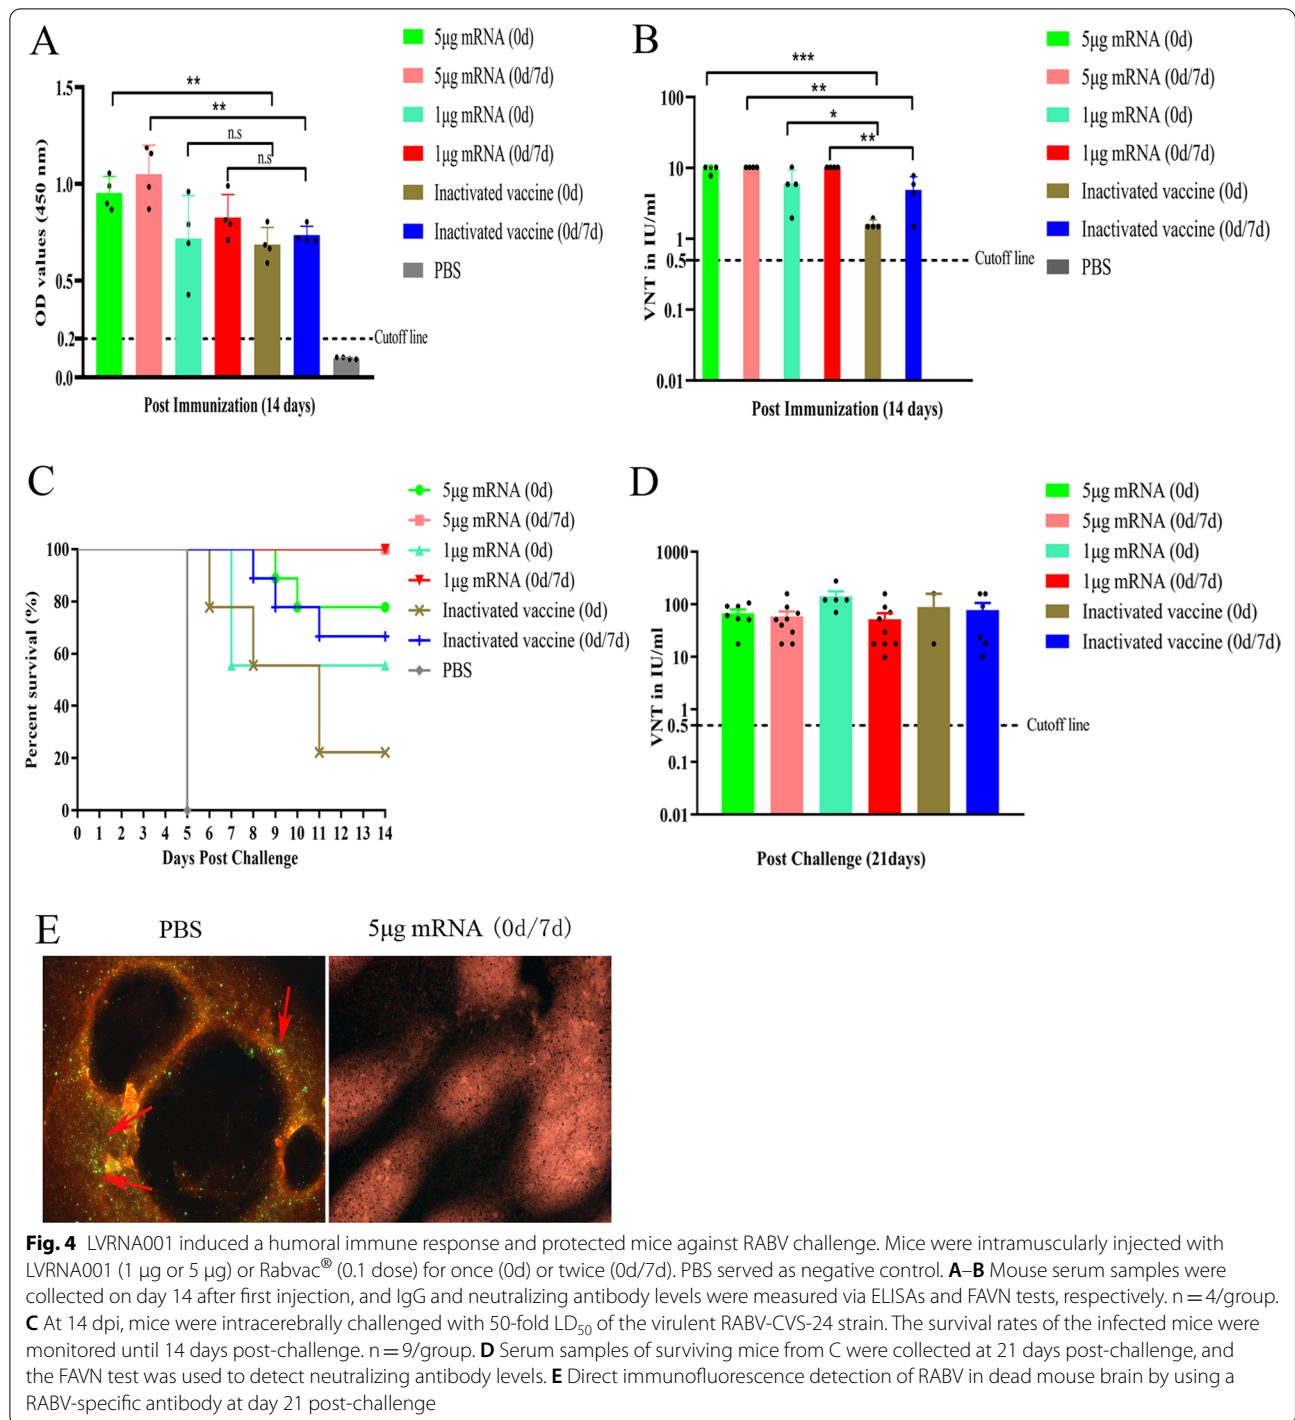 A
5μg mRNA (0d)
5μg mRNA (0d/7d)
1μg mRNA (0d)
1μg mRNA (0d/7d)
Inactivated vaccine (0d)
Inactivated vaccine (0d/7d)
PBS
**
**
n.s
n.s
1.5
1.0
0.5
0.2
0.0
OD values (450 nm)
Cutoff line
Post Immunization (14 days)
B
5μg mRNA (0d)
5μg mRNA (0d/7d)
1μg mRNA (0d)
1μg mRNA (0d/7d)
Inactivated vaccine (0d)
Inactivated vaccine (0d/7d)
PBS
***
**
*
**
100
10
1
0.5
0.1
0.01
VNT in IU/ml
Cutoff line
Post Immunization (14 days)
C
5μg mRNA (0d)
5μg mRNA (0d/7d)
1μg mRNA (0d)
1μg mRNA (0d/7d)
Inactivated vaccine (0d)
Inactivated vaccine (0d/7d)
PBS
100
80
60
40
20
0
Percent survival (%)
0 1 2 3 4 5 6 7 8 9 10 11 12 13 14
Days Post Challenge
D
5μg mRNA (0d)
5μg mRNA (0d/7d)
1μg mRNA (0d)
1μg mRNA (0d/7d)
Inactivated vaccine (0d)
Inactivated vaccine (0d/7d)
1000
100
10
1
0.5
0.1
0.01
VNT in IU/ml
Cutoff line
Post Challenge (21days)
E
PBS
5μg mRNA (0d/7d)
Fig. 4 LVRNA001 induced a humoral immune response and protected mice against RABV challenge. Mice were intramuscularly injected with
LVRNA001 (1 μg or 5 μg) or Rabvac® (0.1 dose) for once (0d) or twice (0d/7d). PBS served as negative control. A–B Mouse serum samples were
collected on day 14 after first injection, and IgG and neutralizing antibody levels were measured via ELISAs and FAVN tests, respectively. n = 4/group.
C At 14 dpi, mice were intracerebrally challenged with 50-fold LD50 of the virulent RABV-CVS-24 strain. The survival rates of the infected mice were
monitored until 14 days post-challenge. n = 9/group. D Serum samples of surviving mice from C were collected at 21 days post-challenge, and
the FAVN test was used to detect neutralizing antibody levels. E Direct immunofluorescence detection of RABV in dead mouse brain by using a
RABV-specific antibody at day 21 post-challenge